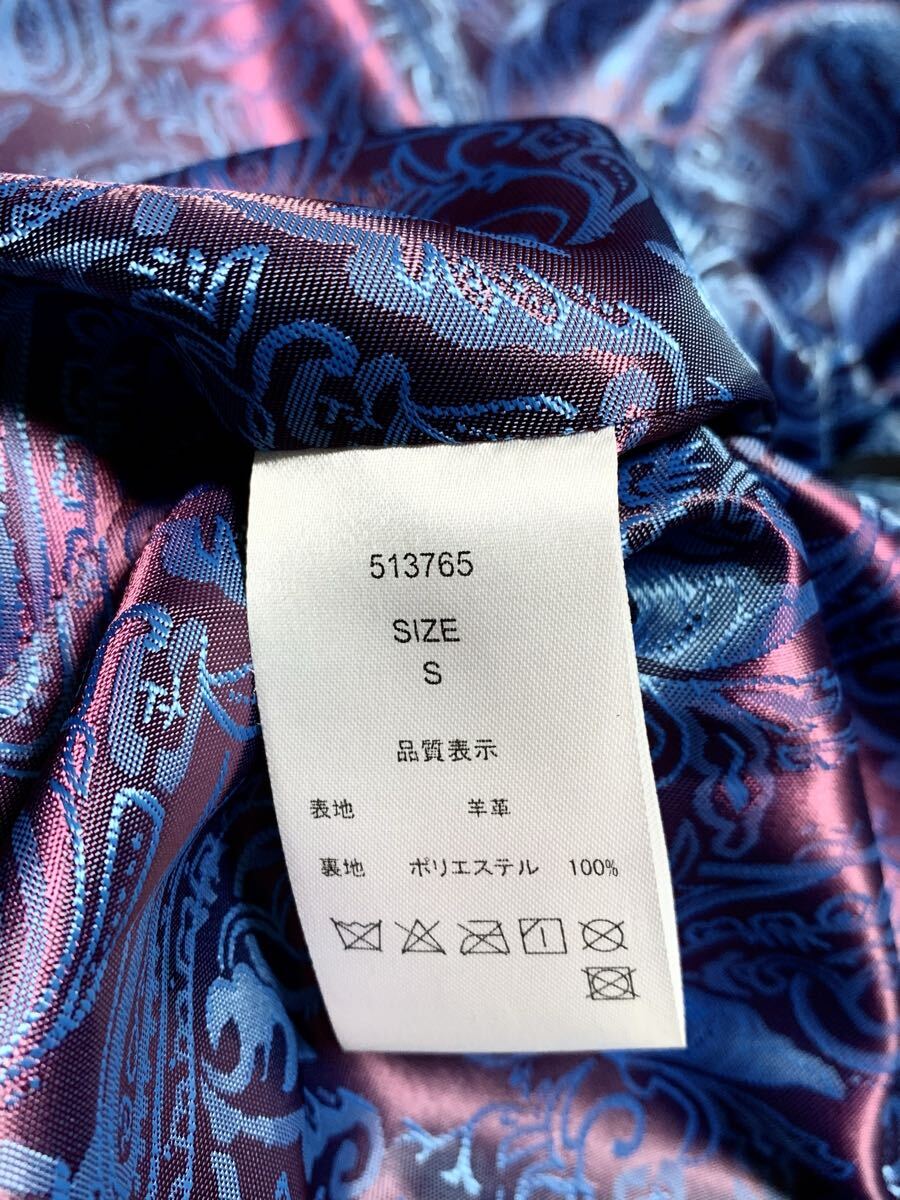 513765
SIZE
S
品質表示
表地 羊革
裏地 ポリエステル 100%